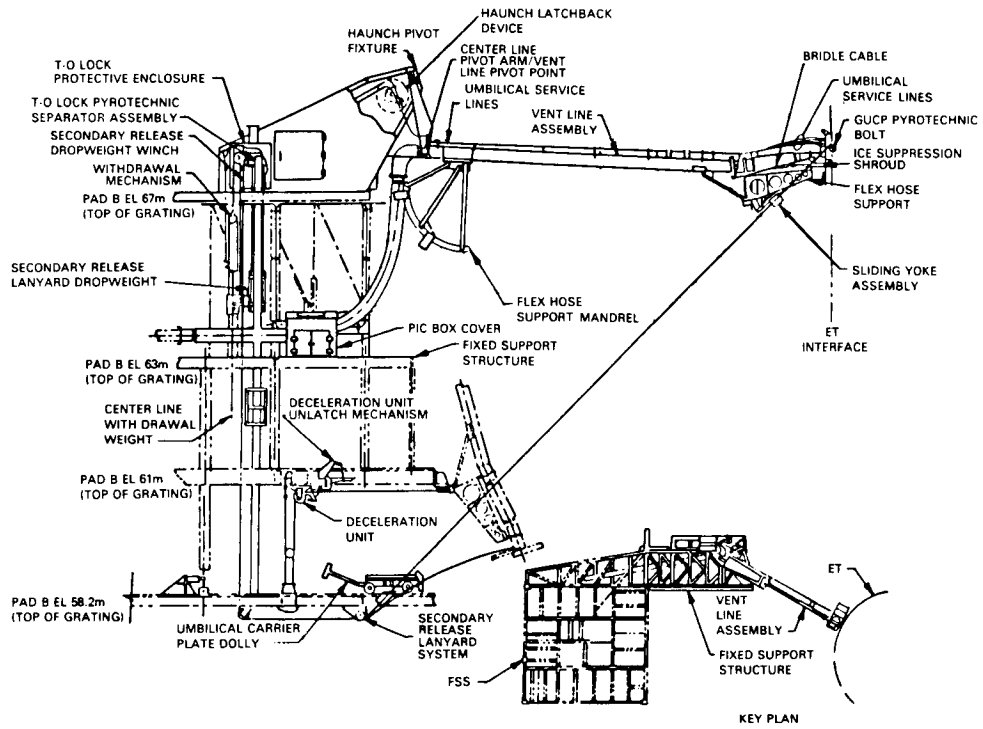 HAUNCH LATCHBACK
DEVICE
HAUNCH PIVOT
FIXTURE
CENTER LINE
PIVOT ARM/VENT
LINE PIVOT POINT
UMBILICAL SERVICE
LINES
BRIDLE CABLE
T-O LOCK
PROTECTIVE ENCLOSURE
UMBILICAL
SERVICE LINES
VENT LINE
ASSEMBLY
T-O LOCK PYROTECHNIC
SEPARATOR ASSEMBLY
GUCP PYROTECHNIC
BOLT
SECONDARY RELEASE
DROPWEIGHT WINCH
ICE SUPPRESSION
SHROUD
WITHDRAWAL
MECHANISM
FLEX HOSE
SUPPORT
PAD B EL 67m
(TOP OF GRATING)
SECONDARY RELEASE
LANYARD DROPWEIGHT
SLIDING YOKE
ASSEMBLY
FLEX HOSE
SUPPORT MANDREL
PIC BOX COVER
FIXED SUPPORT
STRUCTURE
ET
INTERFACE
PAD B EL 63m
(TOP OF GRATING)
CENTER LINE
WITH DRAWAL
WEIGHT
DECELERATION UNIT
UNLATCH MECHANISM
PAD B EL 61m
(TOP OF GRATING)
DECELERATION
UNIT
PAD B EL 58.2m
(TOP OF GRATING)
UMBILICAL CARRIER
PLATE DOLLY
SECONDARY
RELEASE
LANYARD
SYSTEM
ET
VENT
LINE
ASSEMBLY
FIXED SUPPORT
STRUCTURE
FSS
KEY PLAN